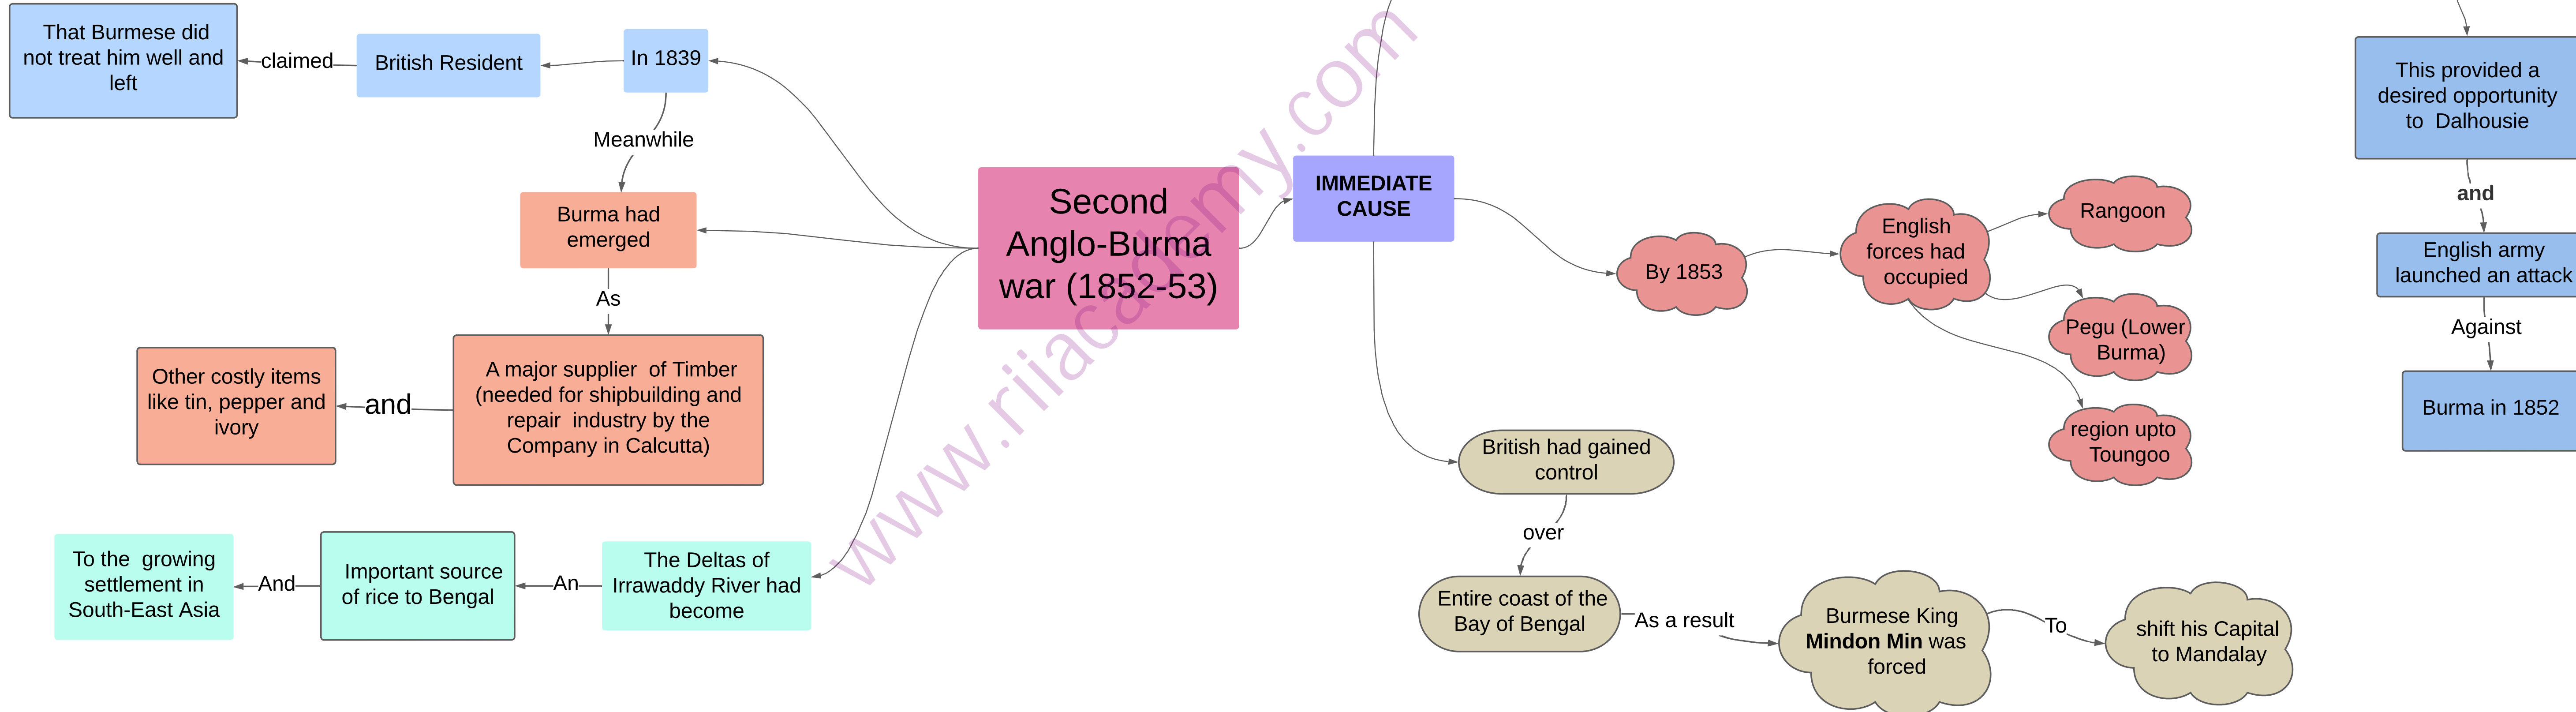 That Burmese did
not treat him well and
left
claimed
British Resident
In 1839
Meanwhile
Burma had
emerged
As
A major supplier of Timber
(needed for shipbuilding and
repair industry by the
Company in Calcutta)
and
Other costly items
like tin, pepper and
ivory
The Deltas of
Irrawaddy River had
become
An
Important source
of rice to Bengal
And
To the growing
settlement in
South-East Asia
Second
Anglo-Burma
war (1852-53)
www.riiacademy.com
IMMEDIATE
CAUSE
By 1853
English
forces had
occupied
Rangoon
Pegu (Lower
Burma)
region upto
Toungoo
British had gained
control
over
Entire coast of the
Bay of Bengal
As a result
Burmese King
Mindon Min was
forced
To
shift his Capital
to Mandalay
This provided a
desired opportunity
to Dalhousie
and
English army
launched an attack
Against
Burma in 1852